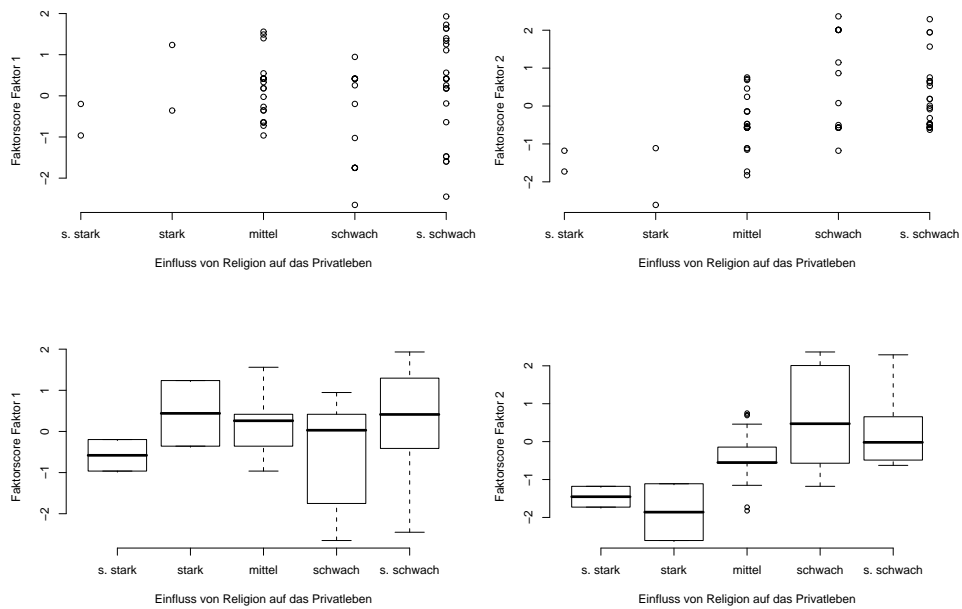 Faktorscore Faktor 1
2
1
0
−1
−2
s. stark
stark
mittel
schwach
s. schwach
Einfluss von Religion auf das Privatleben
Faktorscore Faktor 2
2
1
0
−1
−2
s. stark
stark
mittel
schwach
s. schwach
Einfluss von Religion auf das Privatleben
Faktorscore Faktor 1
2
1
0
−1
−2
s. stark
stark
mittel
schwach
s. schwach
Einfluss von Religion auf das Privatleben
Faktorscore Faktor 2
2
1
0
−1
−2
s. stark
stark
mittel
schwach
s. schwach
Einfluss von Religion auf das Privatleben